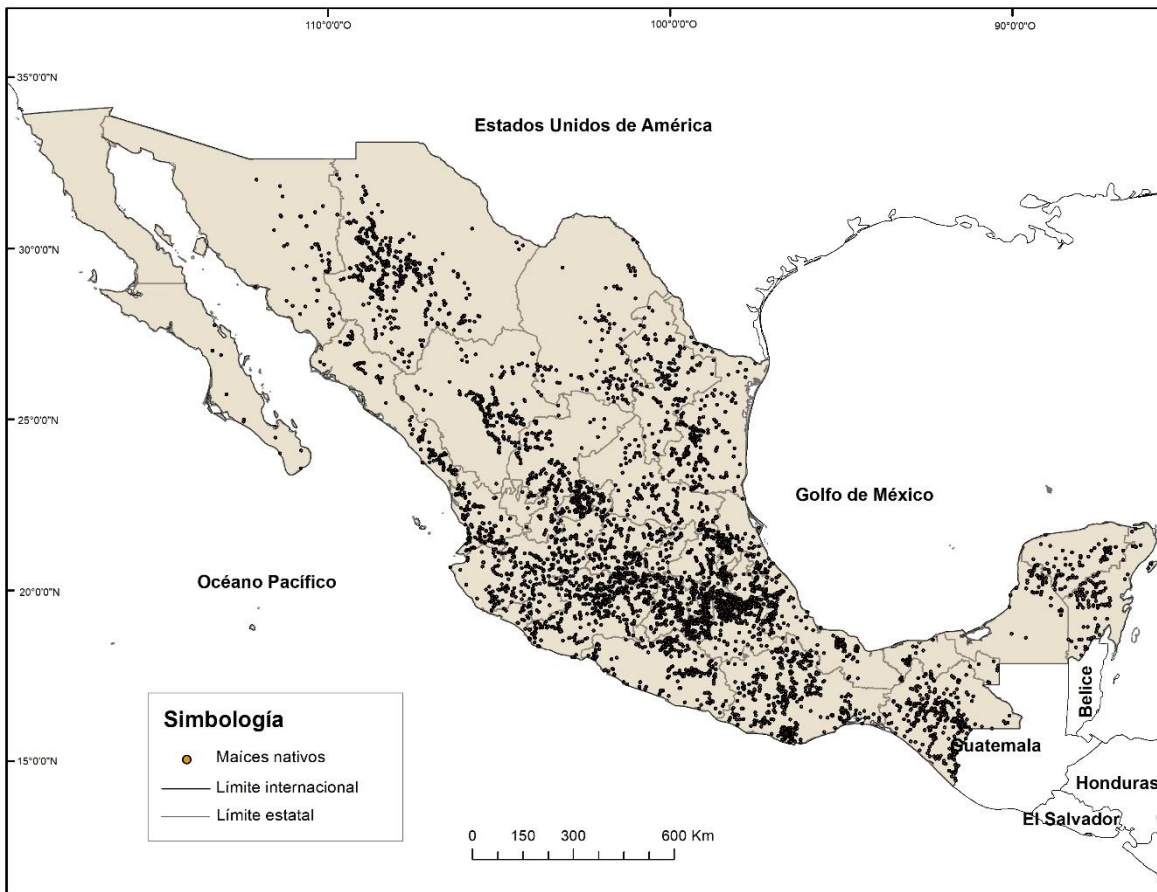 110°0'0"O
100°0'0"O
90°0'0"O
35°0'0"N
Estados Unidos de América
30°0'0"N
25°0'0"N
Golfo de México
Océano Pacífico
20°0'0"N
Belice
Simbología
Maíces nativos
Límite internacional
Límite estatal
Guatemala
15°0'0"N
Honduras
El Salvador
0 150 300 600 Km